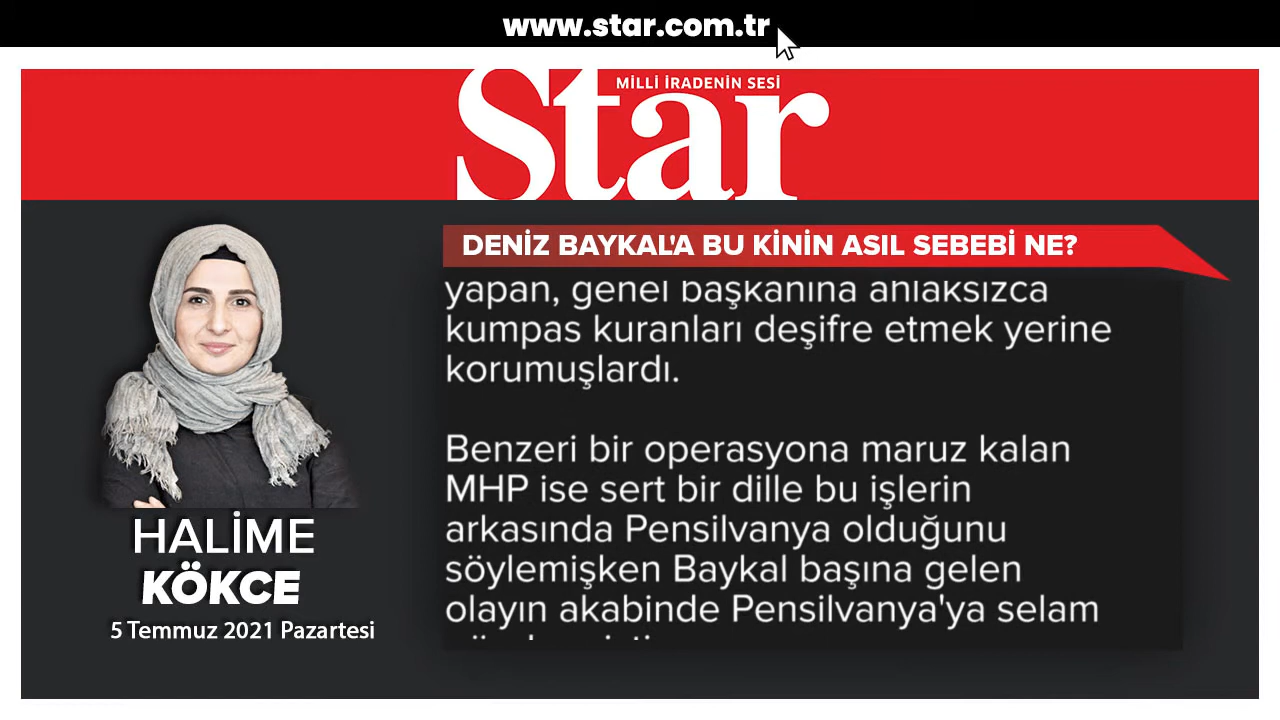 www.star.com.tr
MİLLİ İRADENİN SESİ
Star
DENİZ BAYKAL'A BU KİNİN ASIL SEBEBİ NE?
yapan, genel başkanına ahlaksızca
kumpas kuranları deşifre etmek yerine
korumuşlardı.
Benzeri bir operasyona maruz kalan
MHP ise sert bir dille bu işlerin
arkasında Pensilvanya olduğunu
söylemişken Baykal başına gelen
olayın akabinde Pensilvanya'ya selam
HALİME
KÖKCE
5 Temmuz 2021 Pazartesi